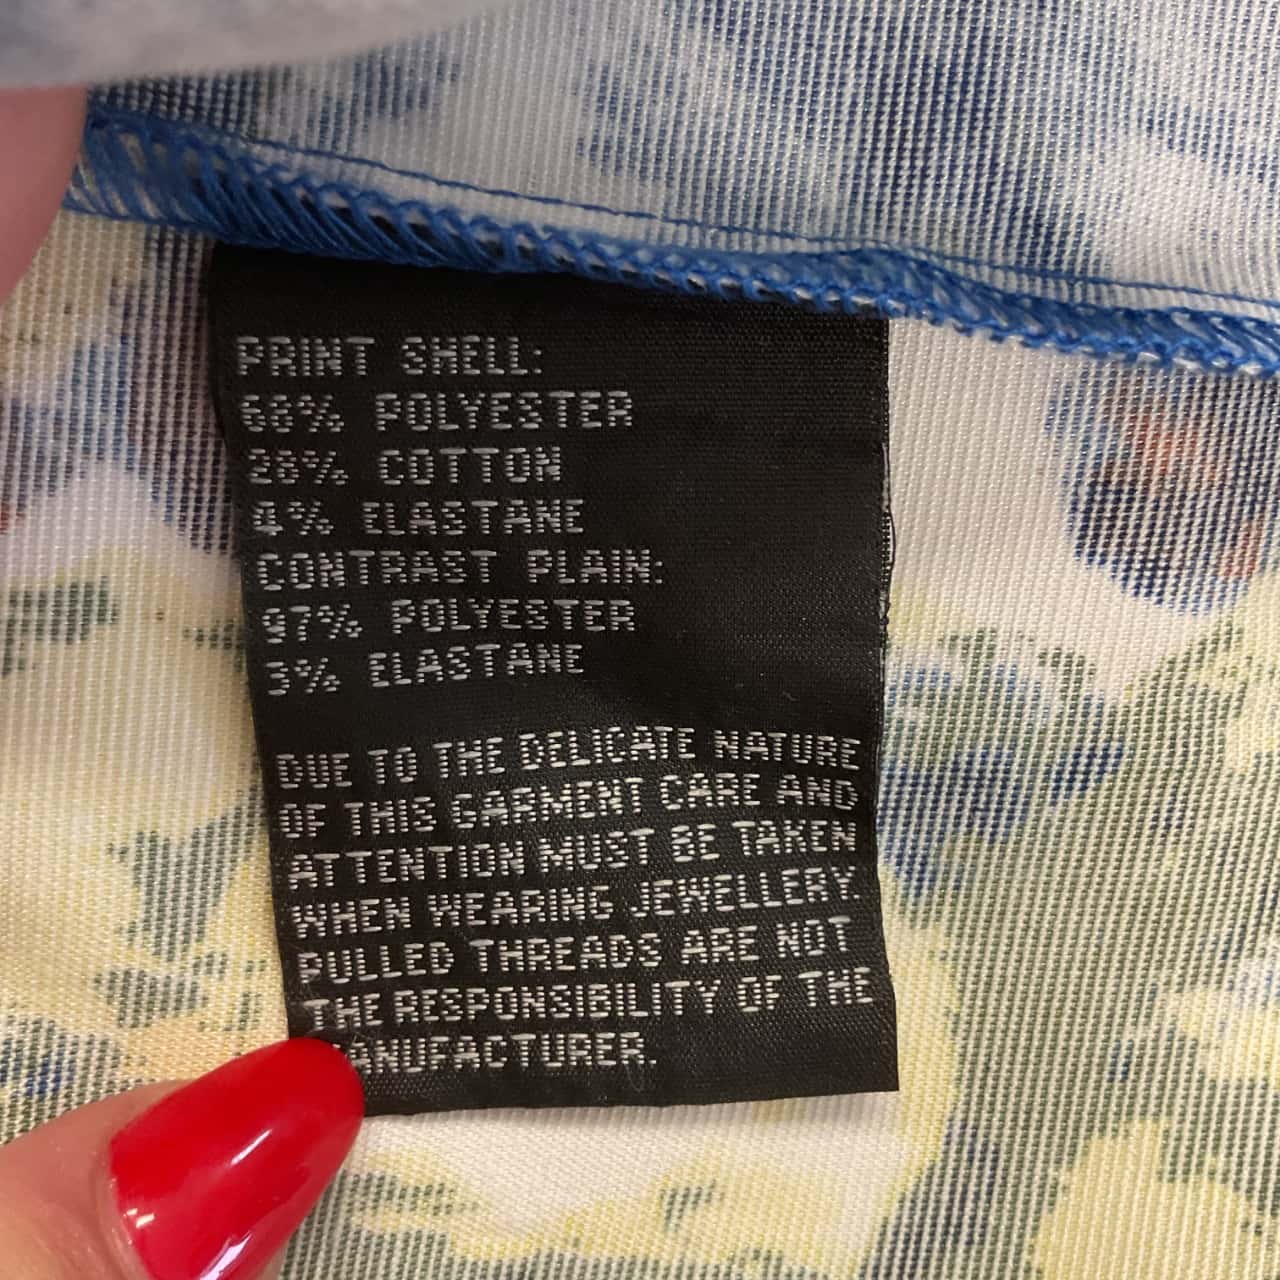 PRINT SHELL:
68% POLYESTER
28% COTTON
4% ELASTANE
CONTRAST PLAIN:
97% POLYESTER
3% ELASTANE
DUE TO THE DELICATE NATURE
OF THIS GARMENT CARE AND
ATTENTION MUST BE TAKEN
WHEN WEARING JEWELLERY.
PULLED THREADS ARE NOT
THE RESPONSIBILITY OF THE
ANUFACTURER.